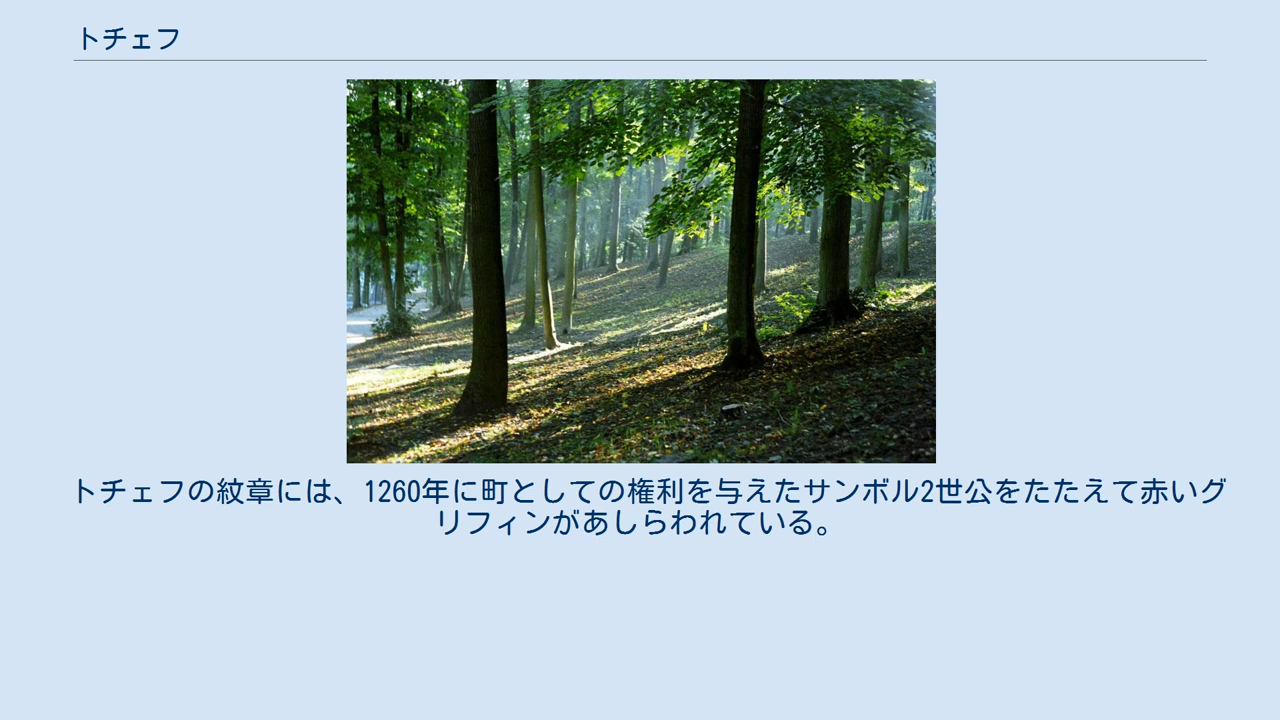 トチェフ
トチェフの紋章には、1260年に町としての権利を与えたサンボル2世公をたたえて赤いグ
リフィンがあしらわれている。